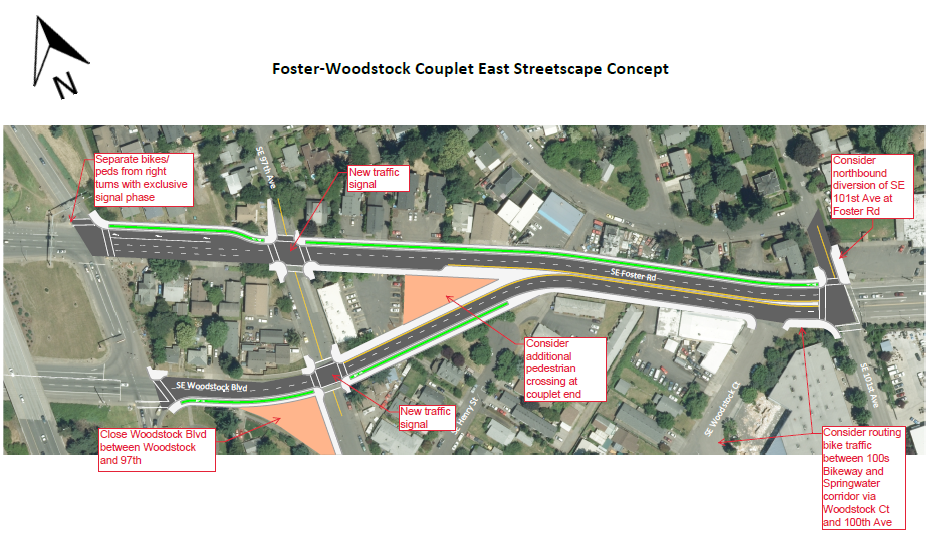 Foster-Woodstock Couplet East Streetscape Concept
N
Separate bikes/
peds from right
turns with exclusive
signal phase
SE 97th Ave
New traffic
signal
Consider
northbound
diversion of SE
101st Ave at
Foster Rd
SE Foster Rd
Consider
additional
pedestrian
crossing at
couplet end
SE Woodstock Blvd
New traffic
signal
Henry St
SE Woodstock Ct
SE 101st Ave
Close Woodstock Blvd
between Woodstock
and 97th
Consider routing
bike traffic
between 100s
Bikeway and
Springwater
corridor via
Woodstock Ct
and 100th Ave